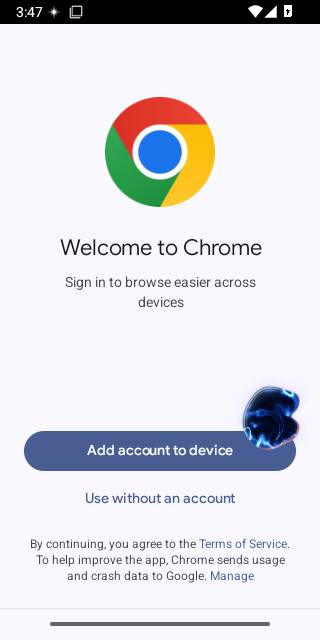 3:47
Welcome to Chrome
Sign in to browse easier across
devices
Add account to device
Use without an account
By continuing, you agree to the Terms of Service.
To help improve the app, Chrome sends usage
and crash data to Google. Manage